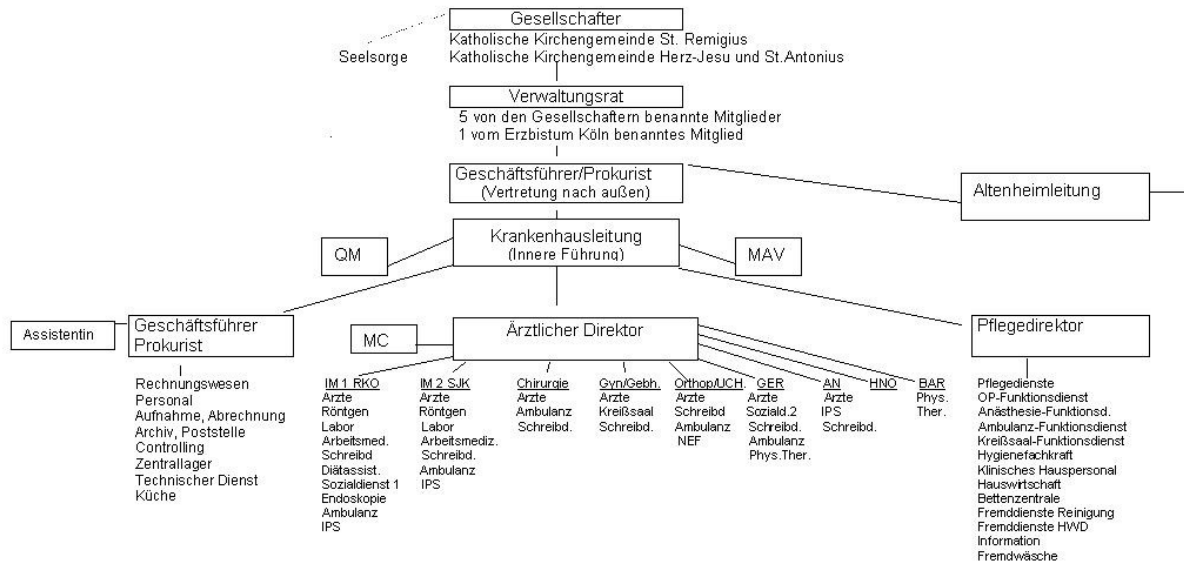 Gesellschafter
Katholische Kirchengemeinde St. Remigius
Seelsorge
Katholische Kirchengemeinde Herz-Jesu und St.Antonius
Verwaltungsrat
5 von den Gesellschaftern benannte Mitglieder
1 vom Erzbistum Köln benanntes Mitglied
Geschäftsführer/Prokurist
(Vertretung nach außen)
Altenheimleitung
Krankenhausleitung
(Innere Führung)
QM
MAV
Assistentin
Geschäftsführer
Prokurist
MC
Ärztlicher Direktor
Pflegedirektor
Rechnungswesen
Personal
Aufnahme, Abrechnung
Archiv, Poststelle
Controlling
Zentrallager
Technischer Dienst
Küche
IM 1 RKO
Arzte
Röntgen
Labor
Arbeitsmed.
Schreibd
Diätassist.
Sozialdienst 1
Endoskopie
Ambulanz
IPS
IM 2 SJK
Arzte
Röntgen
Labor
Arbeitsmediz.
Schreibd.
Ambulanz
IPS
Chirurgie
Arzte
Ambulanz
Schreibd.
Gyn/Gebh.
Arzte
Kreißsaal
Schreibd.
Orthop/UCH.
Arzte
Schreibd
Ambulanz
NEF
GER
Arzte
Soziald.2
Schreibd.
Ambulanz
Phys.Ther.
AN
Arzte
IPS
Schreibd.
HNO
BAR
Phys.
Ther.
Pflegedienste
OP-Funktionsdienst
Anästhesie-Funktionsd.
Ambulanz-Funktionsdienst
Kreißsaal-Funktionsdienst
Hygienefachkraft
Klinisches Hauspersonal
Hauswirtschaft
Bettenzentrale
Fremddienste Reinigung
Fremddienste HWD
Information
Fremdwäsche